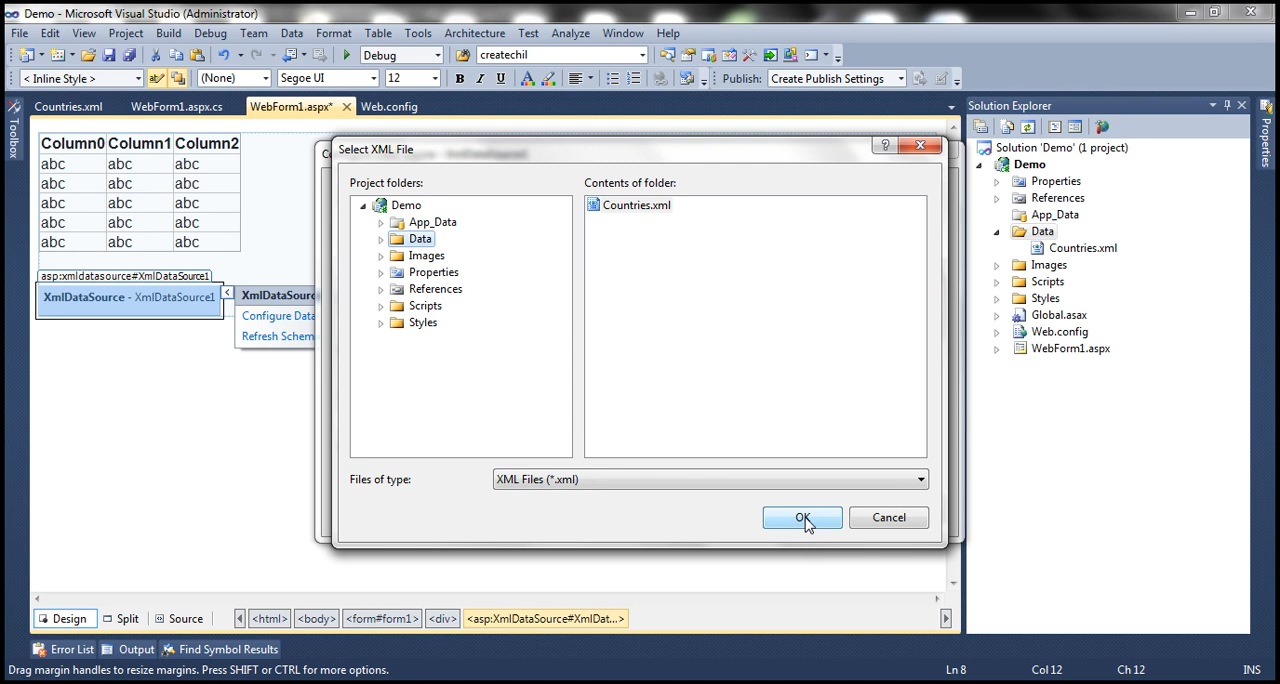 Demo - Microsoft Visual Studio (Administrator)
File Edit View Project Build Debug Team Data Format Table Tools Architecture Test Analyze Window Help
Debug createchil
< Inline Style > (None) Segoe UI 12 B I U A Publish: Create Publish Settings
Countries.xml WebForm1.aspx.cs WebForm1.aspx* Web.config
Toolbox
Column0 Column1 Column2
abc abc abc
abc abc abc
abc abc abc
abc abc abc
abc abc abc
asp:xmldatasource#XmlDataSource1
XmlDataSource - XmlDataSource1
XmlDataSourc
Configure Data
Refresh Schem
Select XML File
Project folders:
Demo
App_Data
Data
Images
Properties
References
Scripts
Styles
Contents of folder:
Countries.xml
Files of type: XML Files (*.xml)
OK Cancel
Solution Explorer
Solution 'Demo' (1 project)
Demo
Properties
References
App_Data
Data
Countries.xml
Images
Scripts
Styles
Global.asax
Web.config
WebForm1.aspx
Properties
Design Split Source <html> <body> <form#form1> <div> <asp:XmlDataSource#XmlDat...>
Error List Output Find Symbol Results
Drag margin handles to resize margins. Press SHIFT or CTRL for more options. Ln 8 Col 12 Ch 12 INS